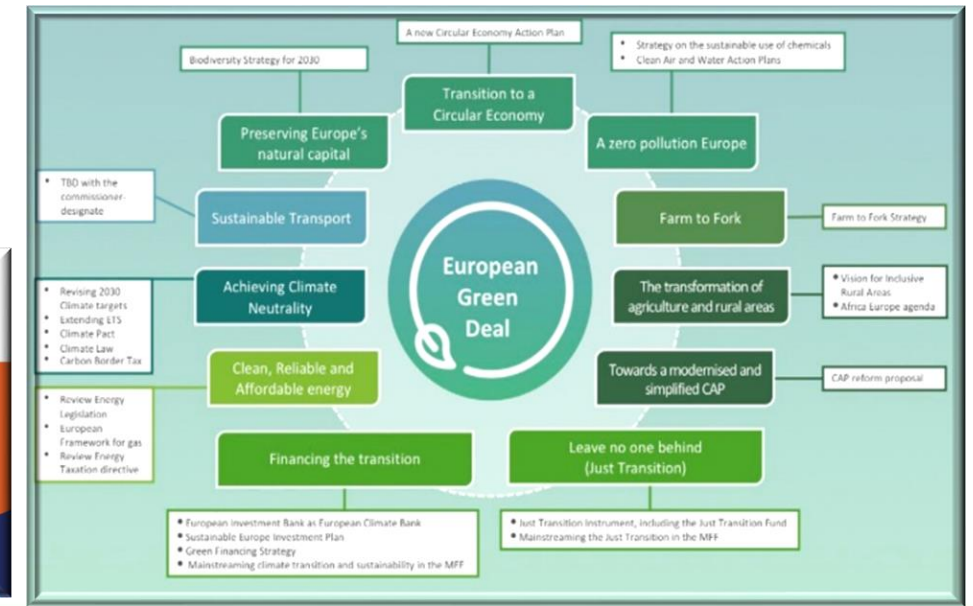 A new Circular Economy Action Plan
Biodiversity Strategy for 2030
• Strategy on the sustainable use of chemicals
• Clean Air and Water Action Plans
Transition to a
Circular Economy
Preserving Europe's
natural capital
A zero pollution Europe
• TBD with the
commissioner-
designate
Sustainable Transport
Farm to Fork
Farm to Fork Strategy
European
Green
Deal
• Revising 2030
Climate targets
• Extending ETS
• Climate Pact
• Climate Law
• Carbon Border Tax
Achieving Climate
Neutrality
The transformation of
agriculture and rural areas
• Vision for Inclusive
Rural Areas
• Africa Europe agenda
Clean, Reliable and
Affordable energy
Towards a modernised and
simplified CAP
CAP reform proposal
• Review Energy
Legislation
• European
Framework for gas
• Review Energy
Taxation directive
Financing the transition
Leave no one behind
(Just Transition)
• European Investment Bank as European Climate Bank
• Sustainable Europe Investment Plan
• Green Financing Strategy
• Mainstreaming climate transition and sustainability in the MFF
• Just Transition Instrument, including the Just Transition Fund
• Mainstreaming the Just Transition in the MFF